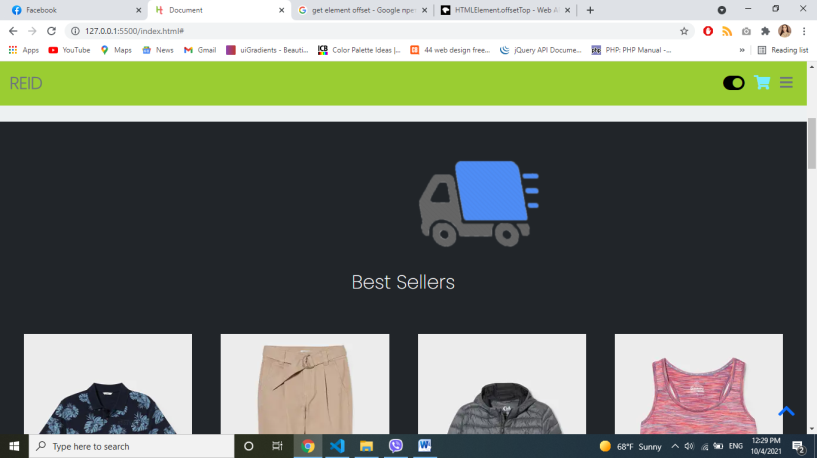 Facebook
Document
get element offset - Google npe
HTMLElement.offsetTop - Web A
127.0.0.1:5500/index.html#
Apps
YouTube
Maps
News
Gmail
uiGradients - Beauti...
Color Palette Ideas |...
44 web design free...
jQuery API Docume...
PHP: PHP Manual -...
»
Reading list
REID
Best Sellers
Type here to search
68°F Sunny
ENG
12:29 PM
10/4/2021
2